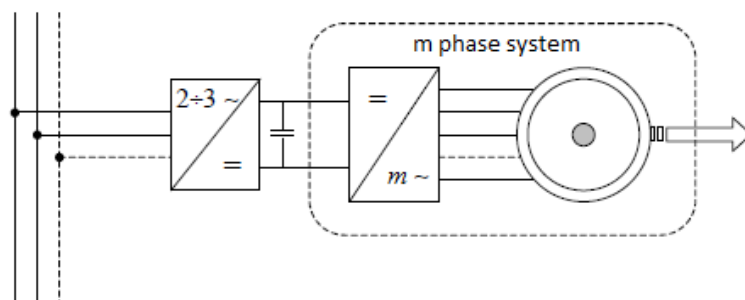 m phase system
2÷3 ~
=
=
m ~